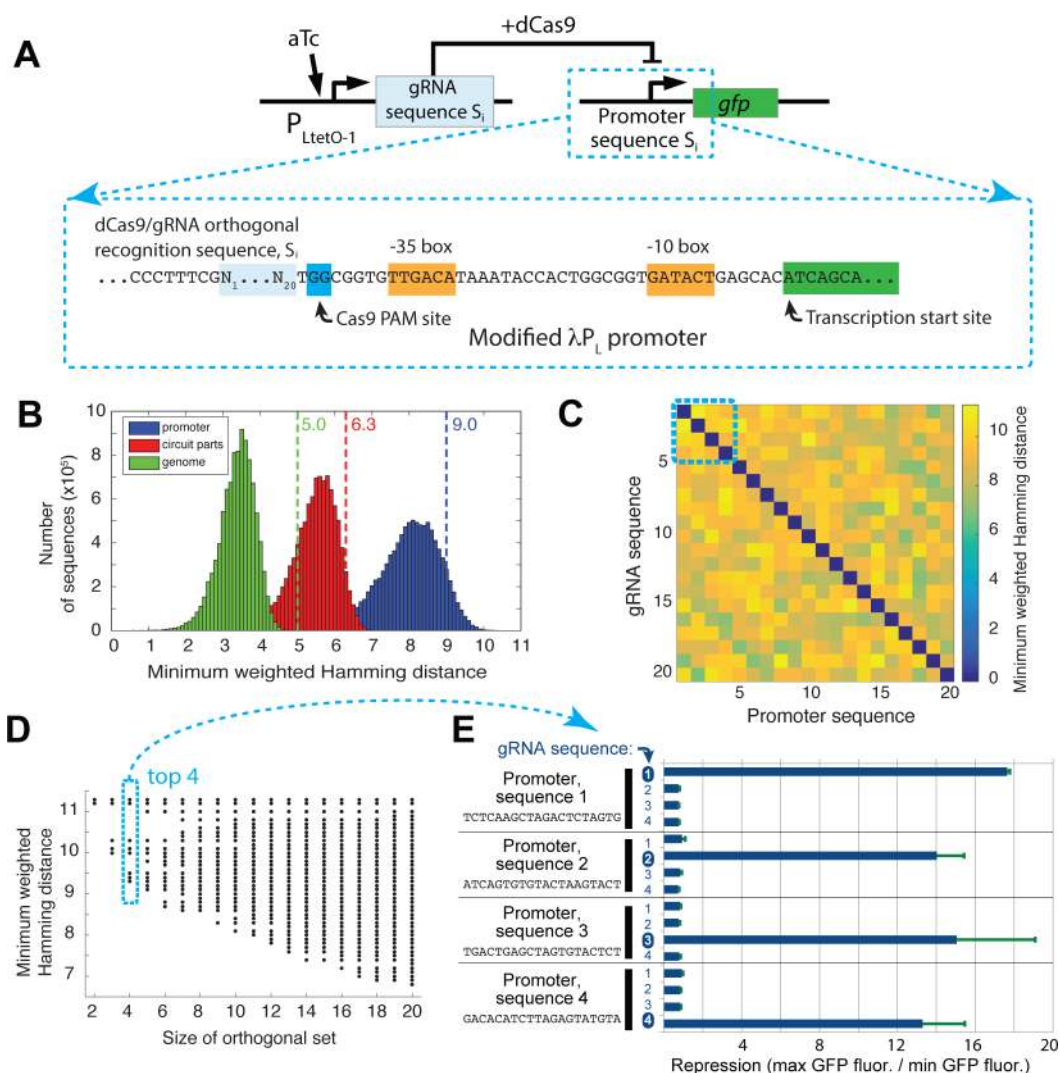 A
aTc
+dCas9
gRNA
sequence Si
PLtetO-1
Promoter
sequence Si
gfp
dCas9/gRNA orthogonal
recognition sequence, Si
-35 box
-10 box
...CCCTTTCGN1...N20TGGCGGTGTTGACATAAATACCACTGGCGGTGATACTGAGCACATCAGCA...
Cas9 PAM site
Transcription start site
Modified λPL promoter
B
Number
of sequences (x10⁵)
10
8
6
4
2
0
promoter
circuit parts
genome
5.0
6.3
9.0
0 1 2 3 4 5 6 7 8 9 10 11
Minimum weighted Hamming distance
C
gRNA sequence
5
10
15
20
5 10 15 20
Promoter sequence
10
8
6
4
2
0
Minimum weighted Hamming distance
D
top 4
Minimum weighted
Hamming distance
11
10
9
8
7
2 4 6 8 10 12 14 16 18 20
Size of orthogonal set
E
gRNA sequence:
Promoter,
sequence 1
TCTCAAGCTAGACTCTAGTG
1
2
3
4
Promoter,
sequence 2
ATCAGTGTGTACTAAGTACT
1
2
3
4
Promoter,
sequence 3
TGACTGAGCTAGTGTACTCT
1
2
3
4
Promoter,
sequence 4
GACACATCTTAGAGTATGTA
1
2
3
4
4 8 12 16 20
Repression (max GFP fluor. / min GFP fluor.)